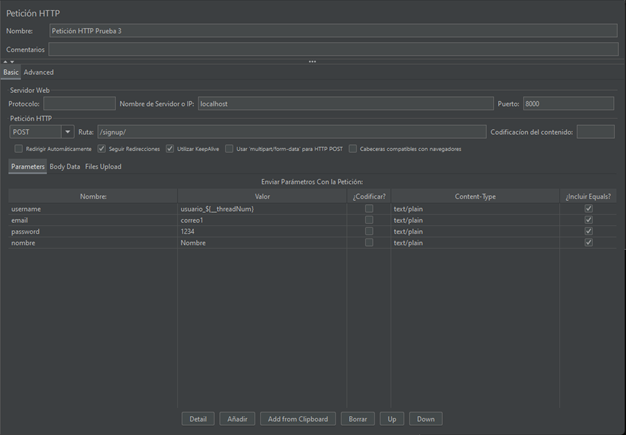 Petición HTTP
Nombre: Petición HTTP Prueba 3
Comentarios
Basic Advanced
Servidor Web
Protocolo: Nombre de Servidor o IP: localhost Puerto: 8000
Petición HTTP
POST Ruta: /signup/ Codificacion del contenido:
Redirigir Automáticamente Seguir Redirecciones Utilizar KeepAlive Usar 'multipart/form-data' para HTTP POST Cabeceras compatibles con navegadores
Parameters Body Data Files Upload
Enviar Parámetros Con la Petición:
Nombre: Valor ¿Codificar? Content-Type ¿Incluir Equals?
username usuario_${__threadNum} text/plain
email correo1 text/plain
password 1234 text/plain
nombre Nombre text/plain
Detail Añadir Add from Clipboard Borrar Up Down